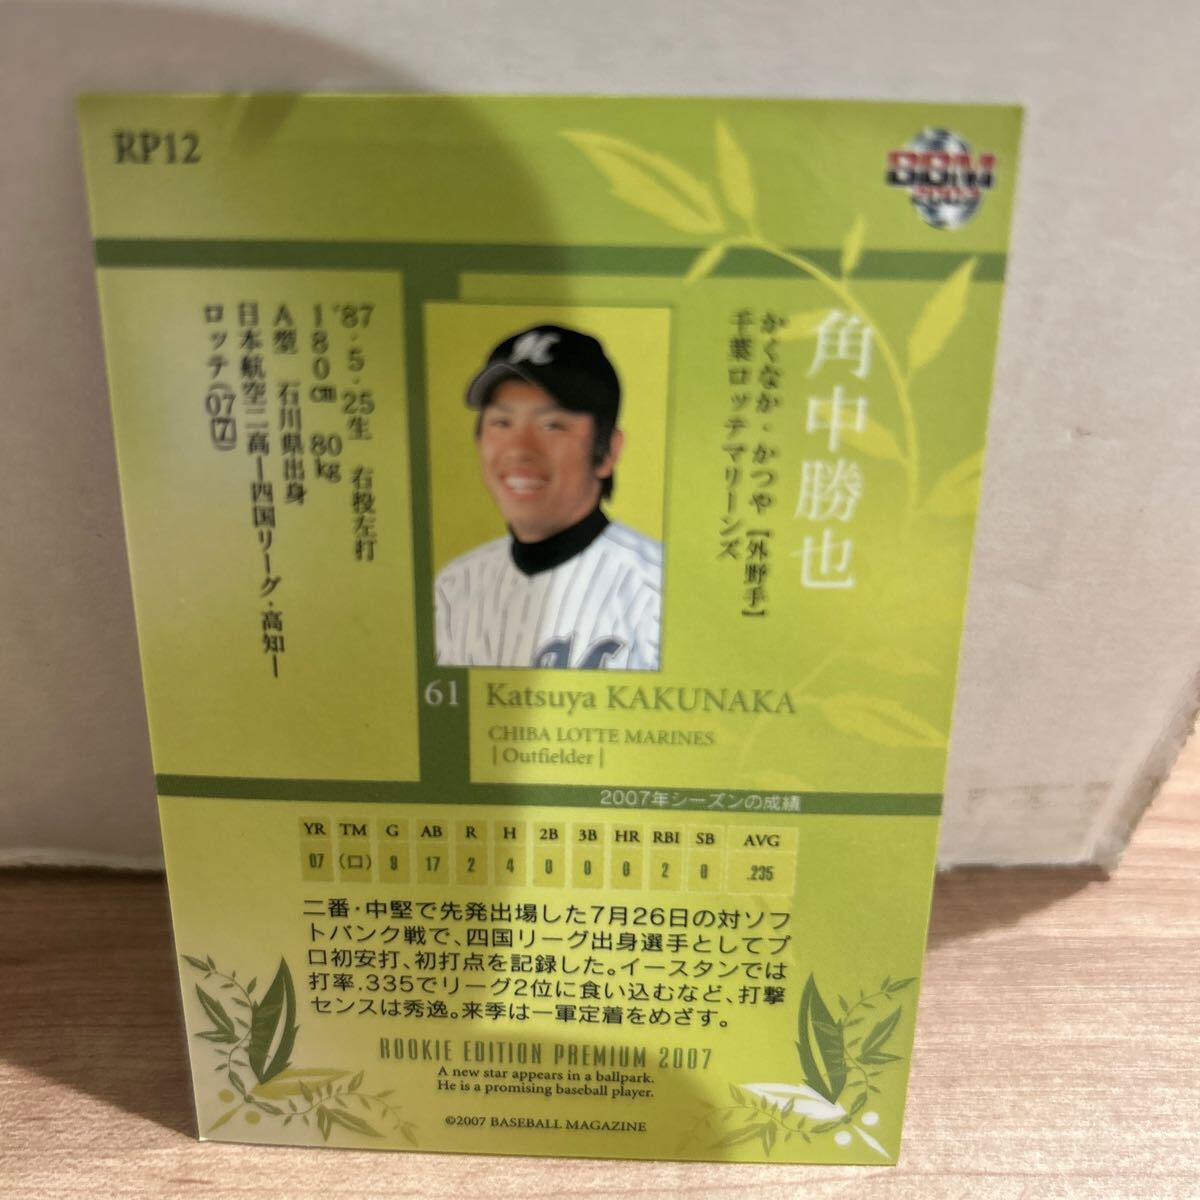 RP12
BBM
2007
角中勝也
かくなか・かつや【外野手】
千葉ロッテマリーンズ
'87・5・25生 右投左打
180㎝ 80㎏
A型 石川県出身
日本航空二高―四国リーグ・高知―
ロッテ(07[7])
61
Katsuya KAKUNAKA
CHIBA LOTTE MARINES
| Outfielder |
2007年シーズンの成績
YR TM G AB R H 2B 3B HR RBI SB AVG
07 (ロ) 9 17 2 4 0 0 0 2 0 .235
二番・中堅で先発出場した7月26日の対ソフ
トバンク戦で、四国リーグ出身選手としてプ
ロ初安打、初打点を記録した。イースタンでは
打率.335でリーグ2位に食い込むなど、打撃
センスは秀逸。来季は一軍定着をめざす。
ROOKIE EDITION PREMIUM 2007
A new star appears in a ballpark.
He is a promising baseball player.
©2007 BASEBALL MAGAZINE